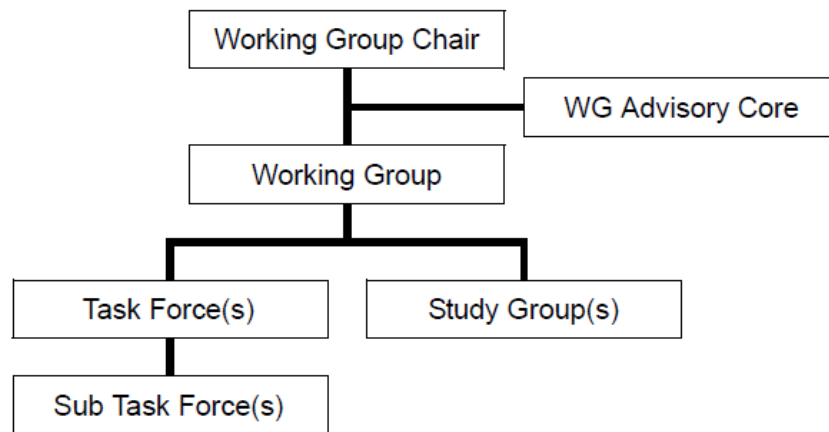 Working Group Chair
WG Advisory Core
Working Group
Task Force(s)
Study Group(s)
Sub Task Force(s)